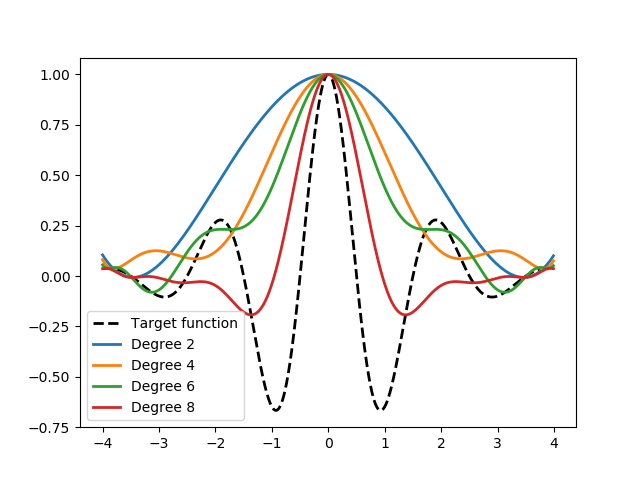 1.00
0.75
0.50
0.25
0.00
−0.25
−0.50
−0.75
Target function
Degree 2
Degree 4
Degree 6
Degree 8
−4 −3 −2 −1 0 1 2 3 4